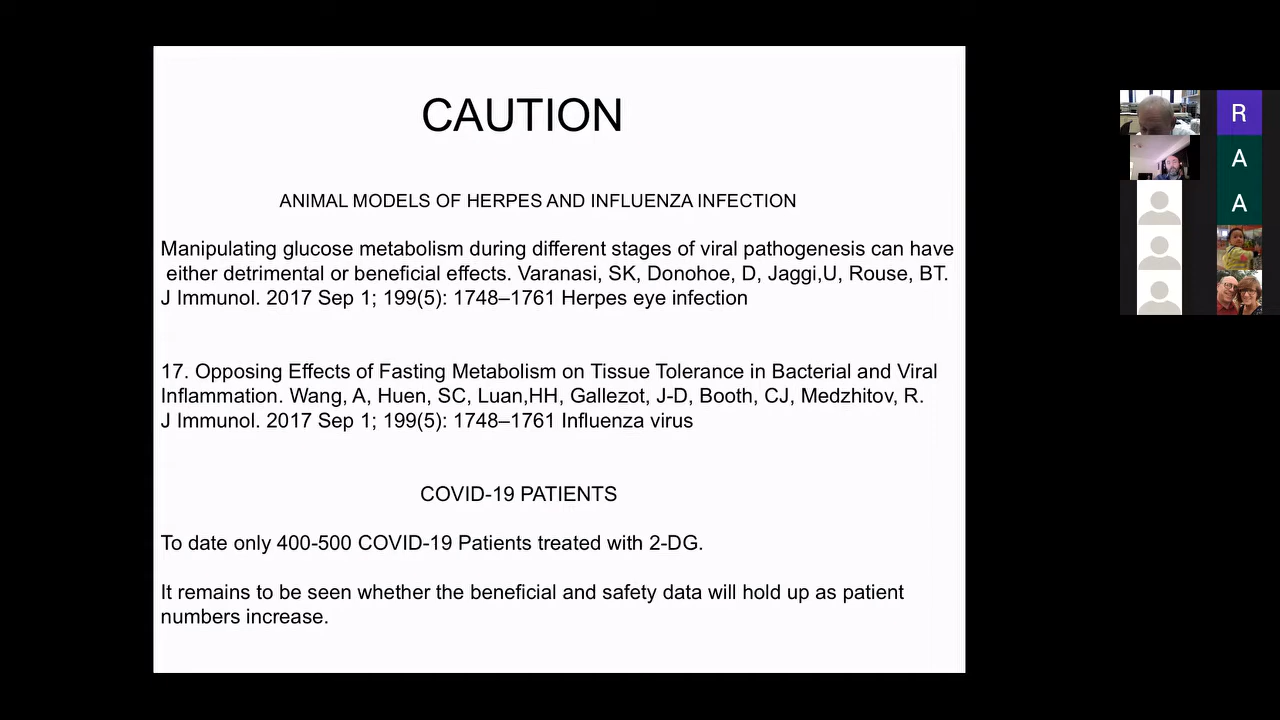 CAUTION
ANIMAL MODELS OF HERPES AND INFLUENZA INFECTION
Manipulating glucose metabolism during different stages of viral pathogenesis can have
either detrimental or beneficial effects. Varanasi, SK, Donohoe, D, Jaggi,U, Rouse, BT.
J Immunol. 2017 Sep 1; 199(5): 1748–1761 Herpes eye infection
17. Opposing Effects of Fasting Metabolism on Tissue Tolerance in Bacterial and Viral
Inflammation. Wang, A, Huen, SC, Luan,HH, Gallezot, J-D, Booth, CJ, Medzhitov, R.
J Immunol. 2017 Sep 1; 199(5): 1748–1761 Influenza virus
COVID-19 PATIENTS
To date only 400-500 COVID-19 Patients treated with 2-DG.
It remains to be seen whether the beneficial and safety data will hold up as patient
numbers increase.
R
A
A